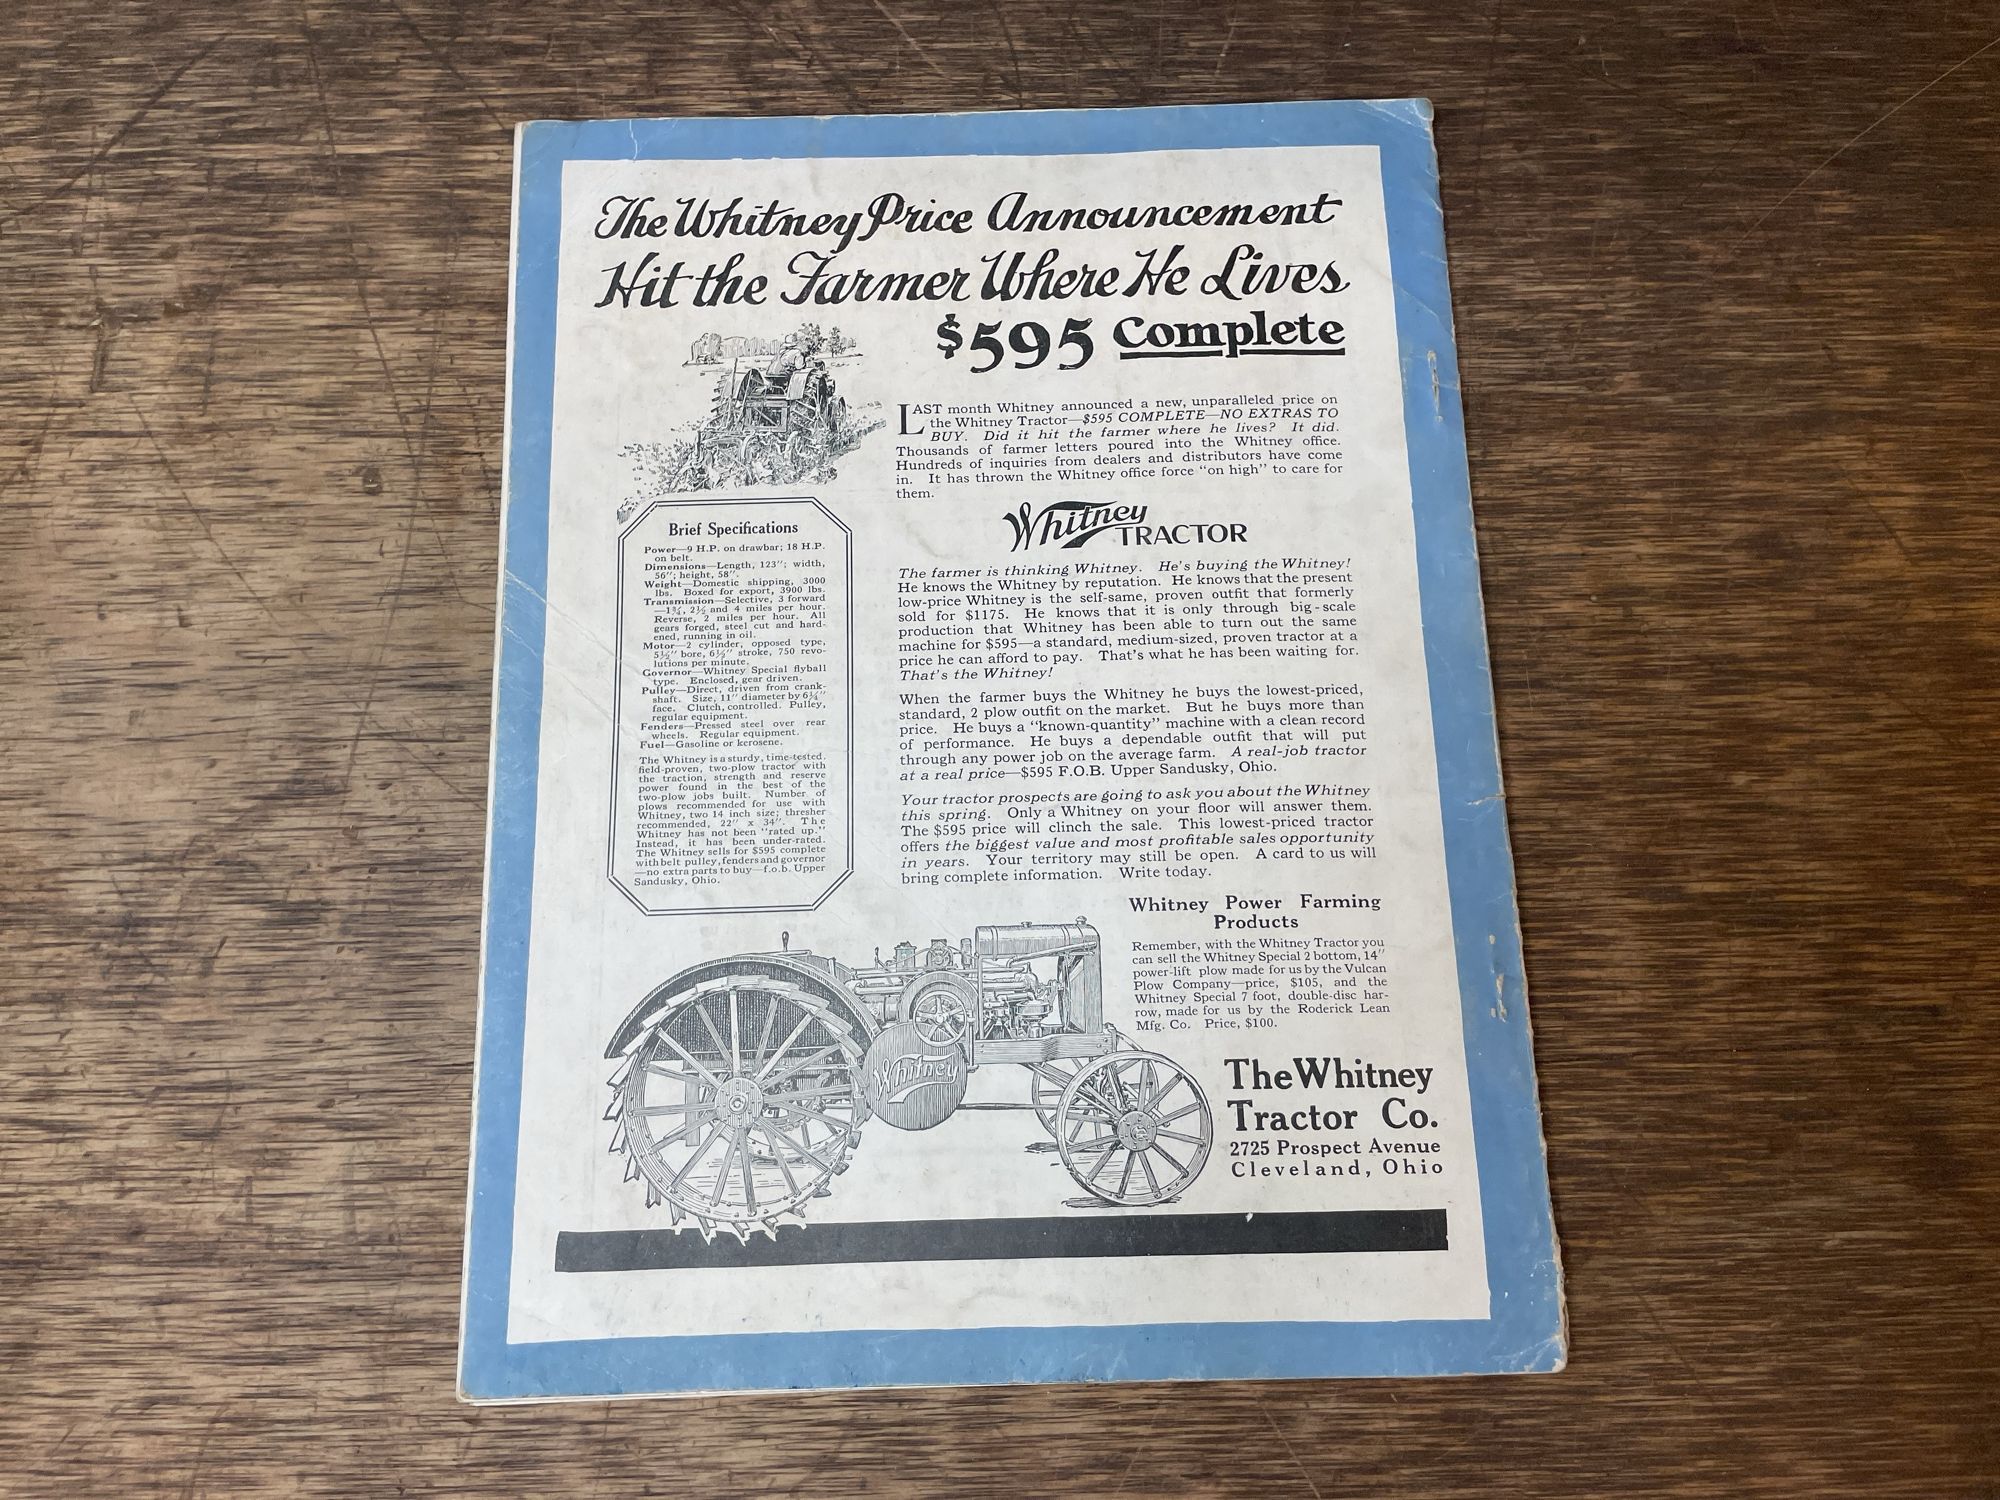 The Whitney Price Announcement
Hit the Farmer Where He Lives
$595 Complete
LAST month Whitney announced a new, unparalleled price on
the Whitney Tractor—$595 COMPLETE—NO EXTRAS TO
BUY. Did it hit the farmer where he lives? It did.
Thousands of farmer letters poured into the Whitney office.
Hundreds of inquiries from dealers and distributors have come
in. It has thrown the Whitney office force "on high" to care for
them.
Whitney
TRACTOR
The farmer is thinking Whitney. He's buying the Whitney!
He knows the Whitney by reputation. He knows that the present
low-price Whitney is the self-same, proven outfit that formerly
sold for $1175. He knows that it is only through big-scale
production that Whitney has been able to turn out the same
machine for $595—a standard, medium-sized, proven tractor at a
price he can afford to pay. That's what he has been waiting for.
That's the Whitney!
When the farmer buys the Whitney he buys the lowest-priced,
standard, 2 plow outfit on the market. But he buys more than
price. He buys a "known-quantity" machine with a clean record
of performance. He buys a dependable outfit that will put
through any power job on the average farm. A real-job tractor
at a real price—$595 F.O.B. Upper Sandusky, Ohio.
Your tractor prospects are going to ask you about the Whitney
this spring. Only a Whitney on your floor will answer them.
The $595 price will clinch the sale. This lowest-priced tractor
offers the biggest value and most profitable sales opportunity
in years. Your territory may still be open. A card to us will
bring complete information. Write today.
Brief Specifications
Power—9 H.P. on drawbar; 18 H.P.
on belt.
Dimensions—Length, 123"; width,
56"; height, 58".
Weight—Domestic shipping, 3000
lbs. Boxed for export, 3900 lbs.
Transmission—Selective, 3 forward
—1¾, 2½ and 4 miles per hour.
Reverse, 2 miles per hour. All
gears forged, steel cut and hard-
ened, running in oil.
Motor—2 cylinder, opposed type,
5½" bore, 6½" stroke, 750 revo-
lutions per minute.
Governor—Whitney Special flyball
type. Enclosed, gear driven.
Pulley—Direct, driven from crank-
shaft. Size, 11" diameter by 6¼"
face. Clutch, controlled. Pulley,
regular equipment.
Fenders—Pressed steel over rear
wheels. Regular equipment.
Fuel—Gasoline or kerosene.
The Whitney is a sturdy, time-tested.
field-proven, two-plow tractor with
the traction, strength and reserve
power found in the best of the
two-plow jobs built. Number of
plows recommended for use with
Whitney, two 14 inch size; thresher
recommended, 22" x 34". The
Whitney has not been "rated up."
Instead, it has been under-rated.
The Whitney sells for $595 complete
with belt pulley, fenders and governor
—no extra parts to buy—f.o.b. Upper
Sandusky, Ohio.
Whitney Power Farming
Products
Remember, with the Whitney Tractor you
can sell the Whitney Special 2 bottom, 14"
power-lift plow made for us by the Vulcan
Plow Company—price, $105, and the
Whitney Special 7 foot, double-disc har-
row, made for us by the Roderick Lean
Mfg. Co. Price, $100.
Whitney
The Whitney
Tractor Co.
2725 Prospect Avenue
Cleveland, Ohio